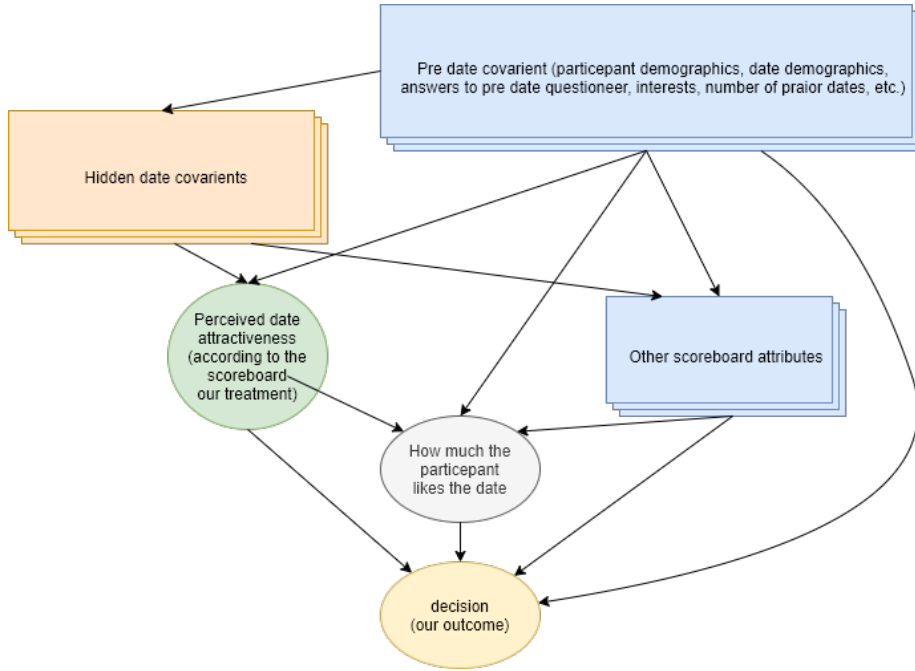 Pre date covarient (particepant demographics, date demographics,
answers to pre date questioneer, interests, number of praior dates, etc.)
Hidden date covarients
Perceived date
attractiveness
(according to the
scoreboard
our treatment)
Other scoreboard attributes
How much the
particepant
likes the date
decision
(our outcome)